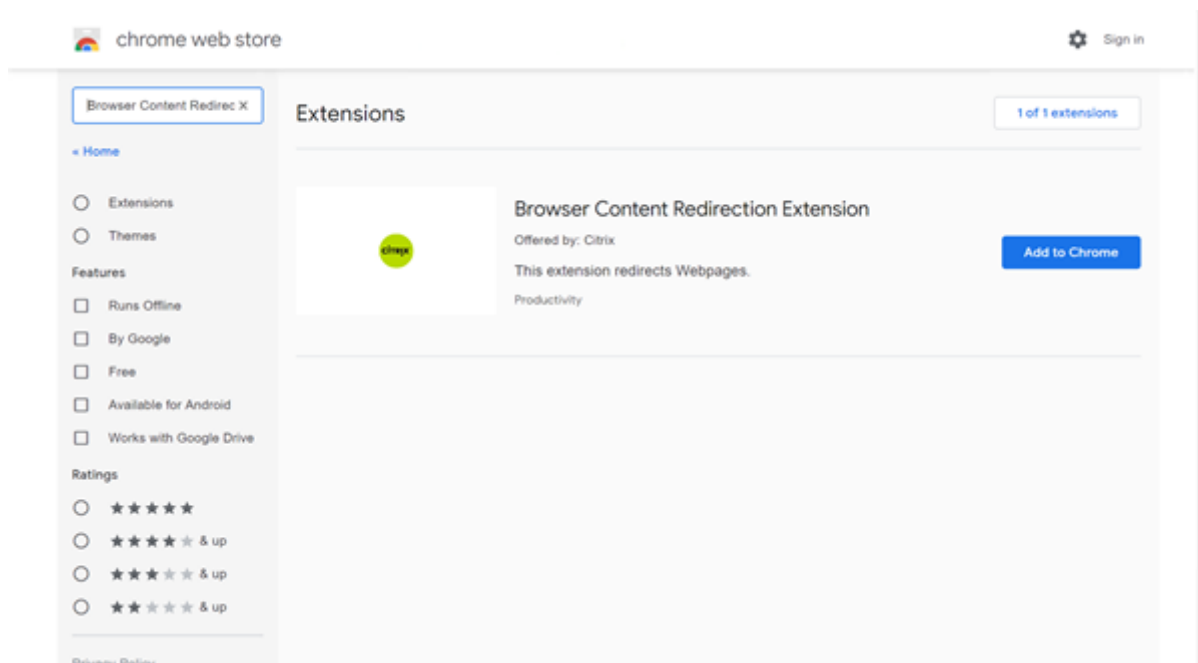 chrome web store
Sign in
Browser Content Redirec ×
« Home
Extensions
Themes
Features
Runs Offline
By Google
Free
Available for Android
Works with Google Drive
Ratings
& up
& up
& up
Privacy Policy
Extensions
1 of 1 extensions
citrix
Browser Content Redirection Extension
Offered by: Citrix
This extension redirects Webpages.
Productivity
Add to Chrome